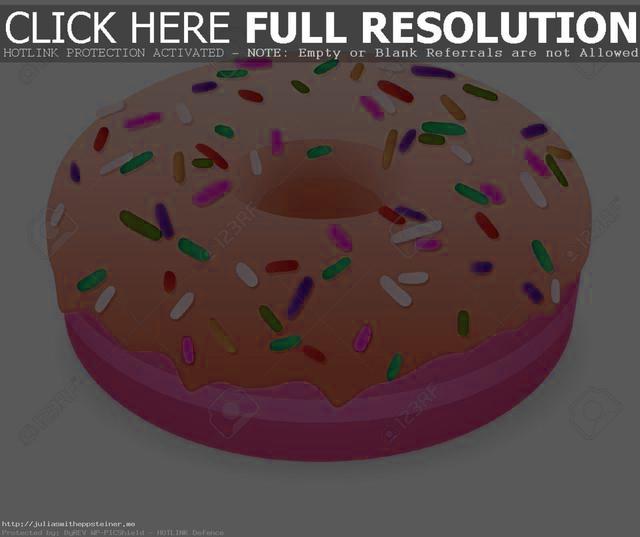 CLICK HERE FULL RESOLUTION
HOTLINK PROTECTION ACTIVATED – NOTE: Empty or Blank Referrals are not Allowed
123RF
123RF
123RF
123RF
http://juliasmitheppsteiner.me
Protected by: ByREV WP-PICShield – HOTLINK Defence